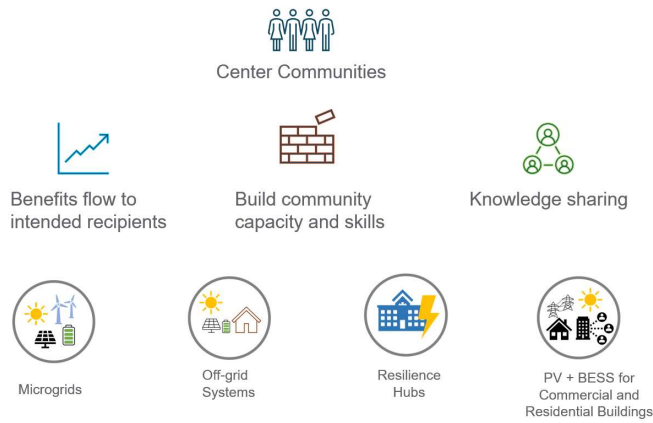 Center Communities
Benefits flow to
intended recipients
Build community
capacity and skills
Knowledge sharing
Microgrids
Off-grid
Systems
Resilience
Hubs
PV + BESS for
Commercial and
Residential Buildings